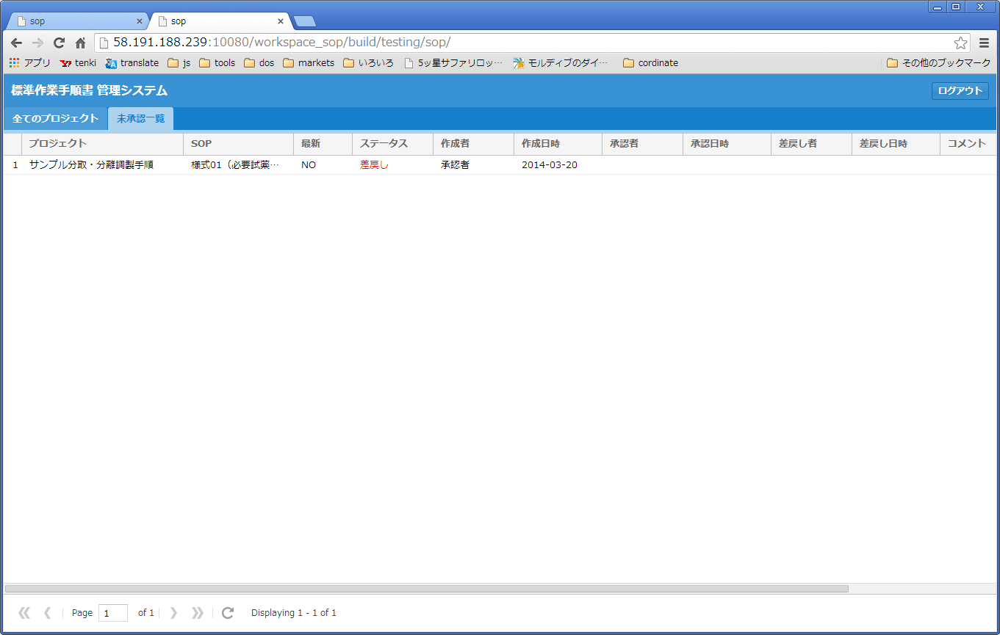 sop sop
58.191.188.239:10080/workspace_sop/build/testing/sop/
アプリ tenki translate js tools dos markets いろいろ 5ッ星サファリロッ… モルディブのダイ… cordinate その他のブックマーク
標準作業手順書 管理システム ログアウト
全てのプロジェクト 未承認一覧
プロジェクト SOP 最新 ステータス 作成者 作成日時 承認者 承認日時 差戻し者 差戻し日時 コメント
1 サンプル分取・分離調製手順 様式01（必要試薬… NO 差戻し 承認者 2014-03-20
Page 1 of 1 Displaying 1 - 1 of 1